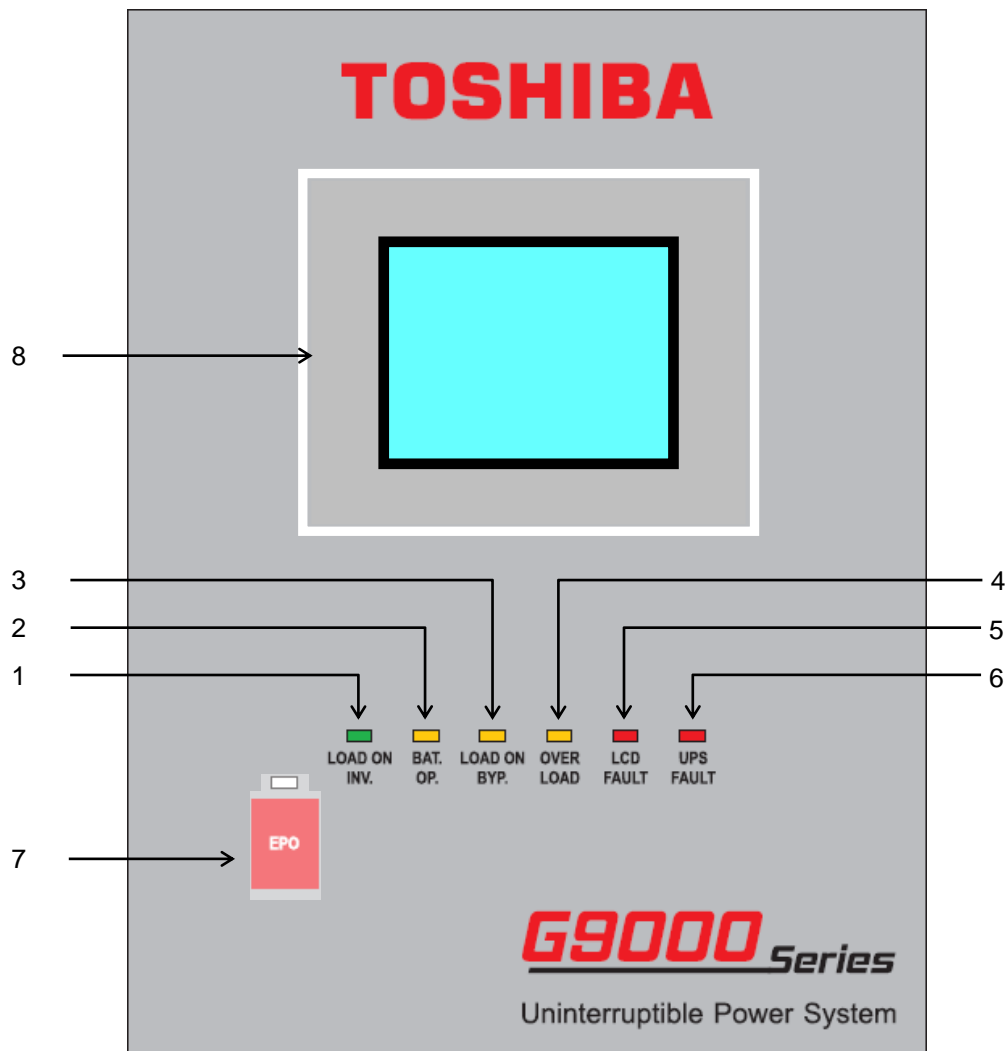 TOSHIBA
8
3
4
2
5
1
6
LOAD ON INV.
BAT. OP.
LOAD ON BYP.
OVER LOAD
LCD FAULT
UPS FAULT
EPO
7
G9000 Series
Uninterruptible Power System